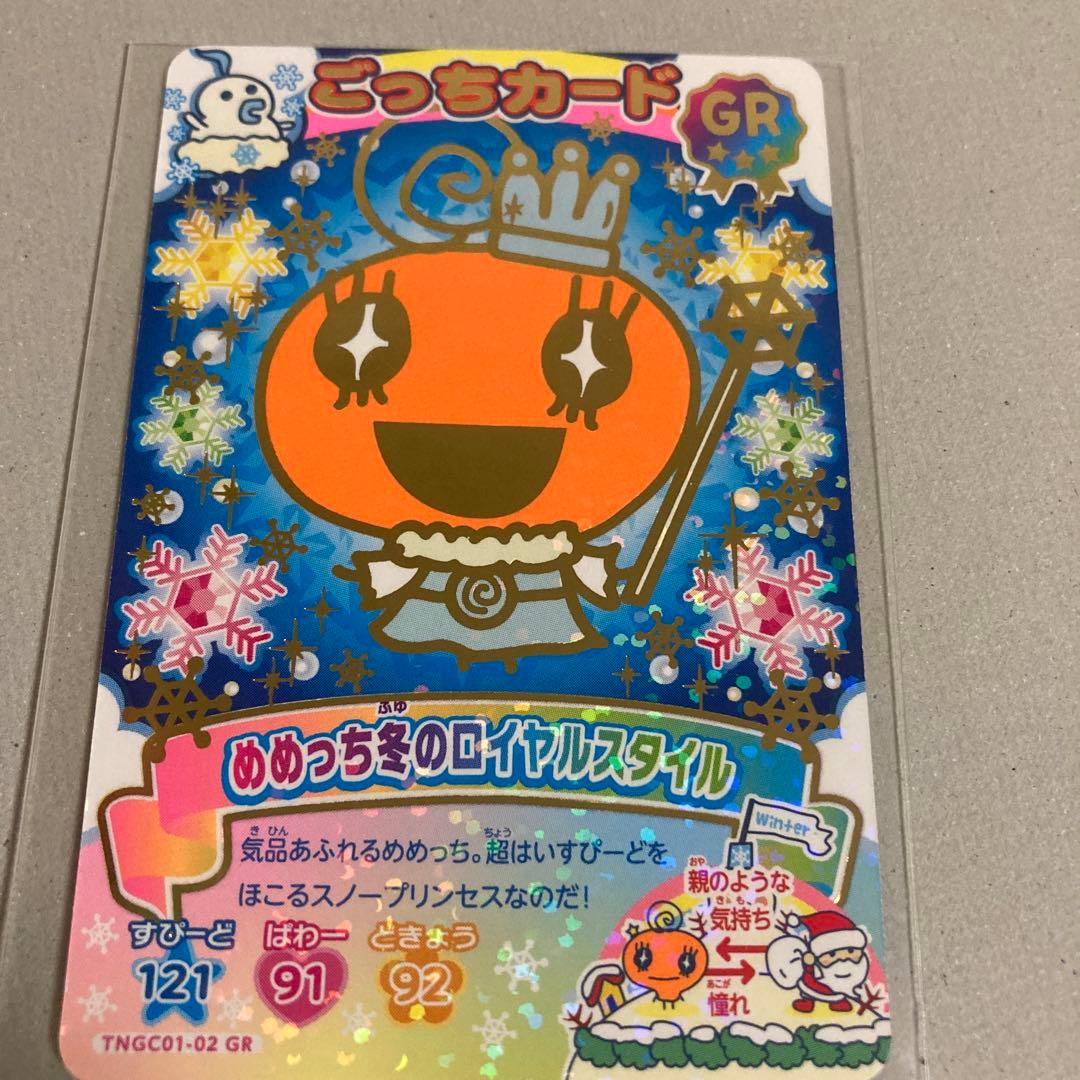 ごっちカード
GR
めめっち冬のロイヤルスタイル
ふゆ
気品あふれるめめっち。超はいすぴーどを
きひん
ちょう
ほこるスノープリンセスなのだ!
Winter
すぴーど
121
ぱわー
91
どきょう
92
親のような
おや
気持ち
憧れ
あこが
TNGC01-02 GR